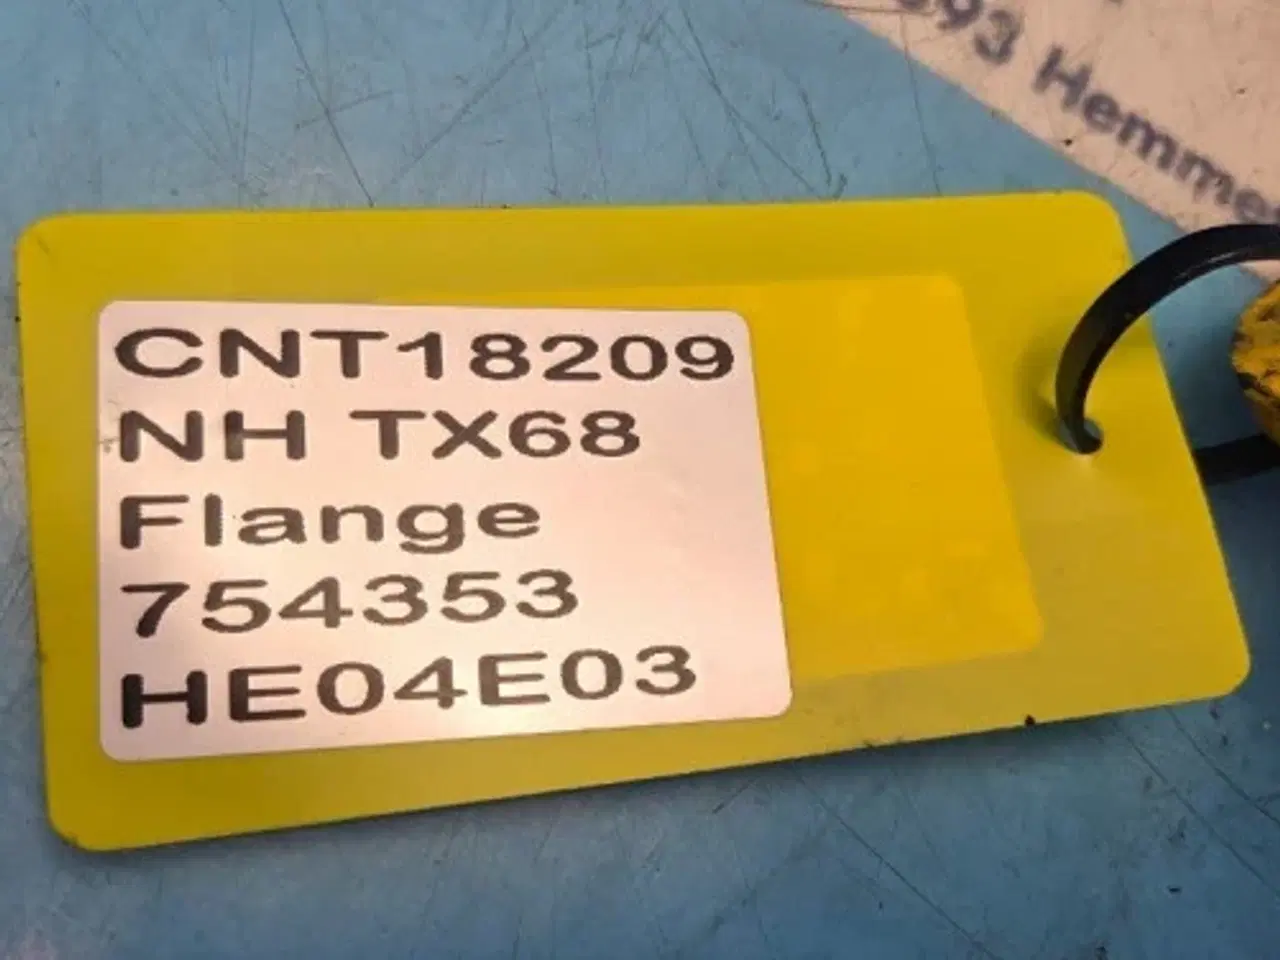 CNT18209
NH TX68
Flange
754353
HE04E03